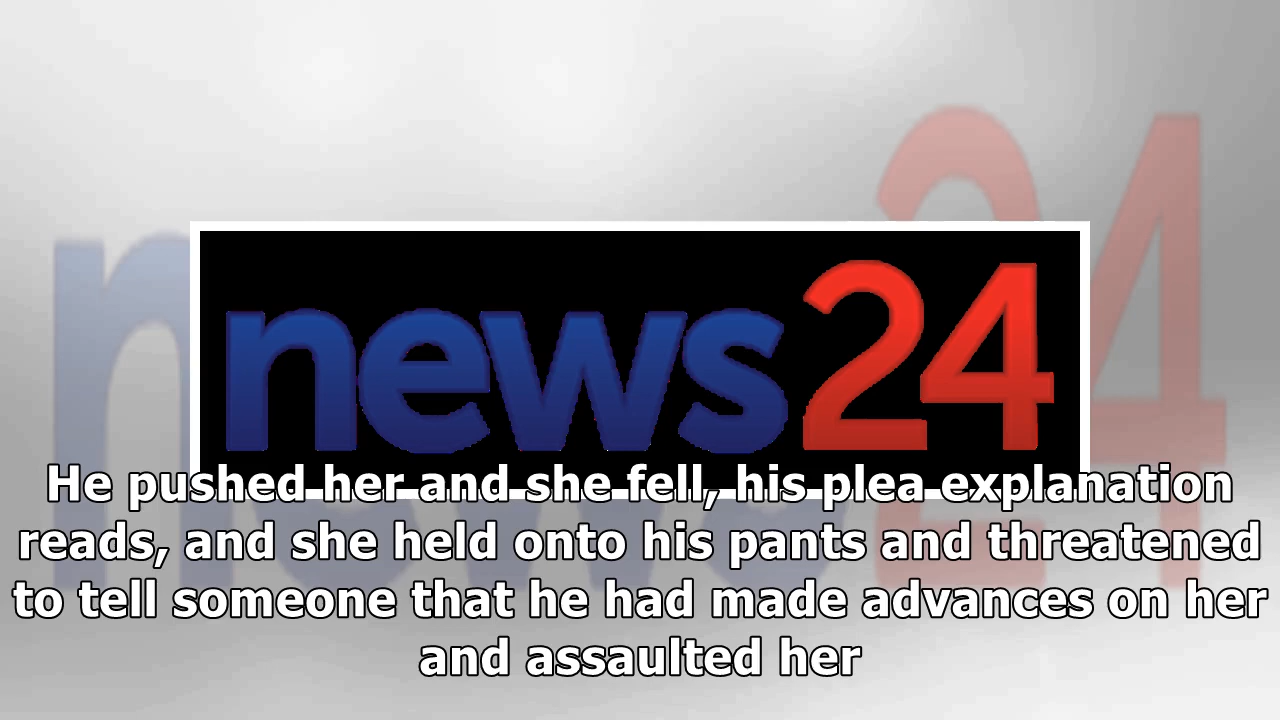 news24
He pushed her and she fell, his plea explanation
reads, and she held onto his pants and threatened
to tell someone that he had made advances on her
and assaulted her